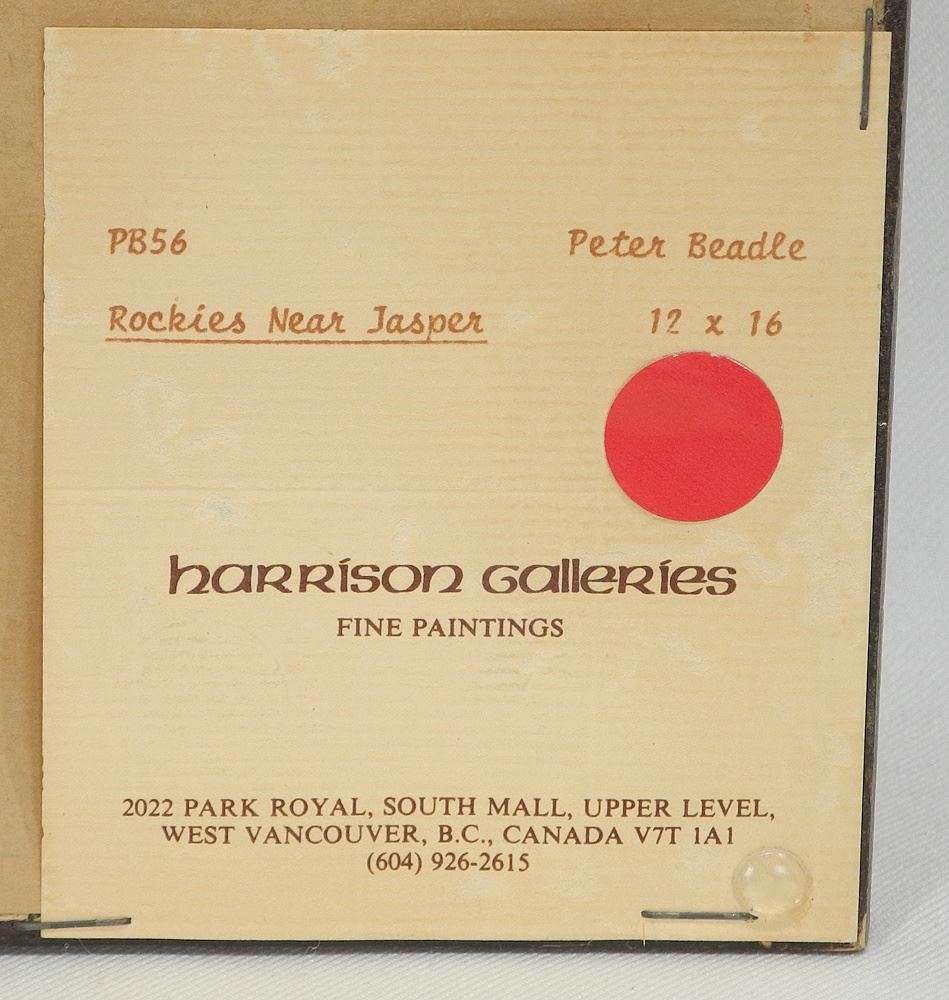 PB56 Peter Beadle
Rockies Near Jasper 12 x 16
harrison galleries
FINE PAINTINGS
2022 PARK ROYAL, SOUTH MALL, UPPER LEVEL,
WEST VANCOUVER, B.C., CANADA V7T 1A1
(604) 926-2615